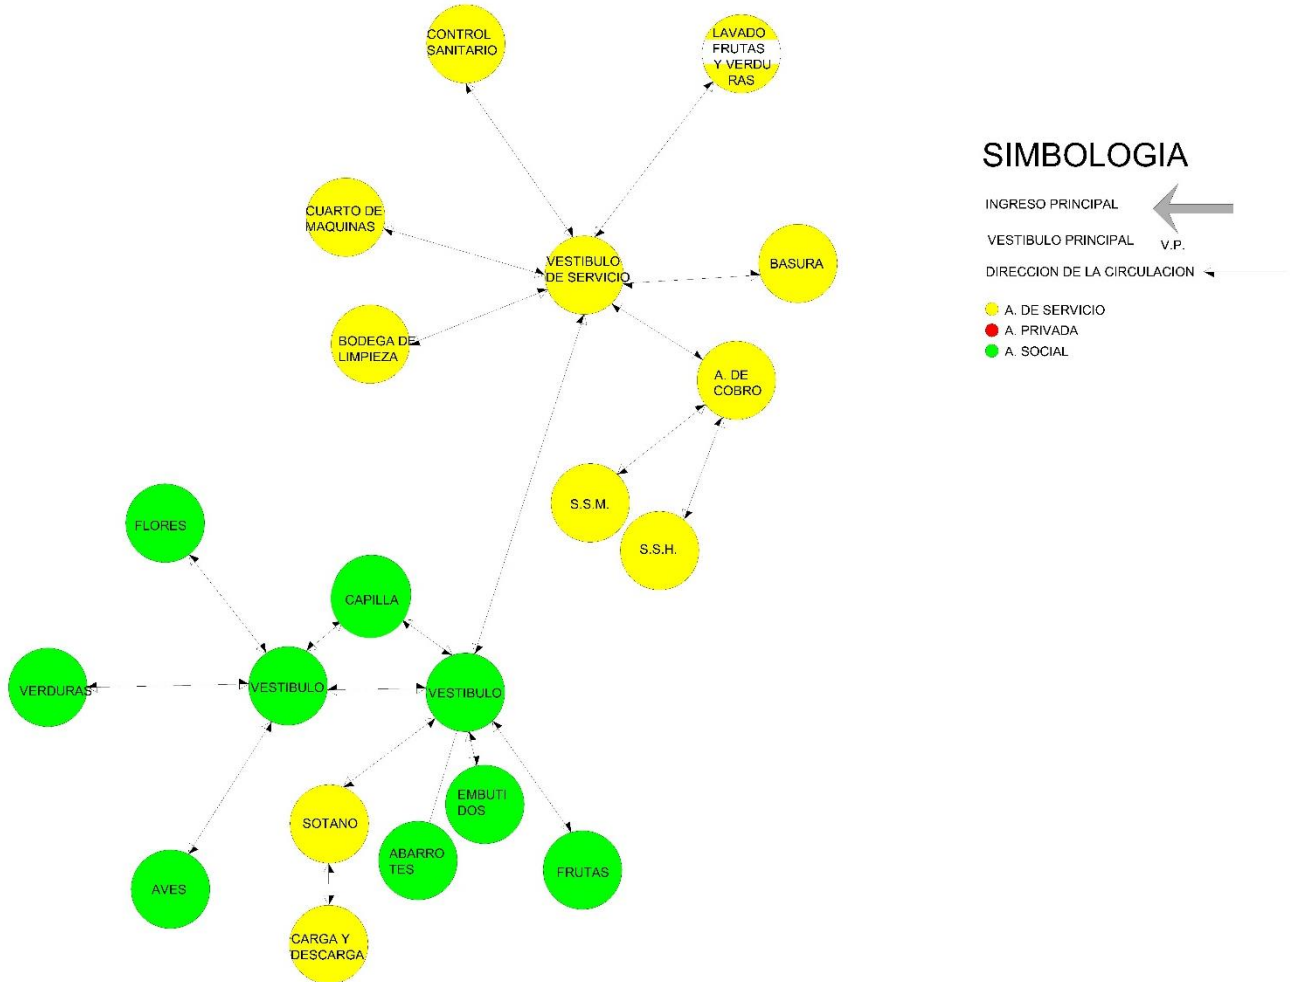 CONTROL
SANITARIO
LAVADO
FRUTAS
Y VERDU
RAS
SIMBOLOGIA
INGRESO PRINCIPAL
VESTIBULO PRINCIPAL V.P.
DIRECCION DE LA CIRCULACION
A. DE SERVICIO
A. PRIVADA
A. SOCIAL
CUARTO DE
MAQUINAS
VESTIBULO
DE SERVICIO
BASURA
BODEGA DE
LIMPIEZA
A. DE
COBRO
S.S.M.
S.S.H.
FLORES
CAPILLA
VERDURAS
VESTIBULO
VESTIBULO
SOTANO
EMBUTI
DOS
ABARRO
TES
FRUTAS
AVES
CARGA Y
DESCARGA